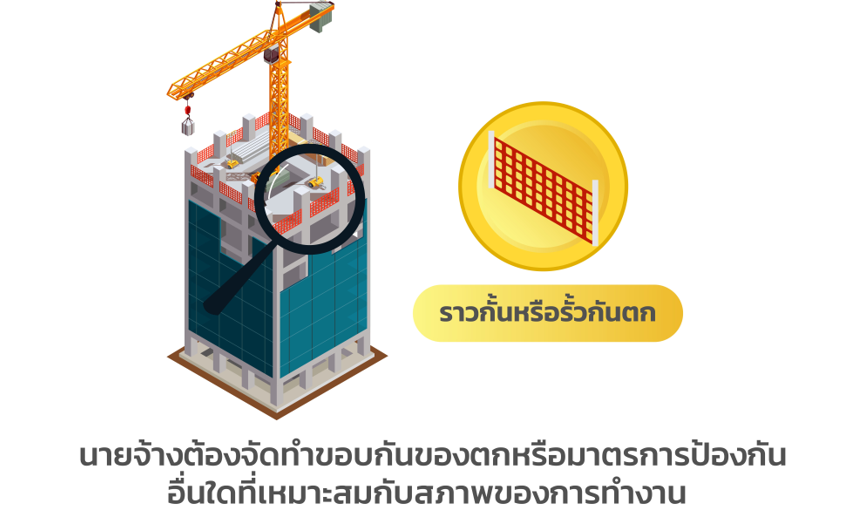 ราวกั้นหรือรั้วกันตก
นายจ้างต้องจัดทำขอบกันของตกหรือมาตรการป้องกัน
อื่นใดที่เหมาะสมกับสภาพของการทำงาน